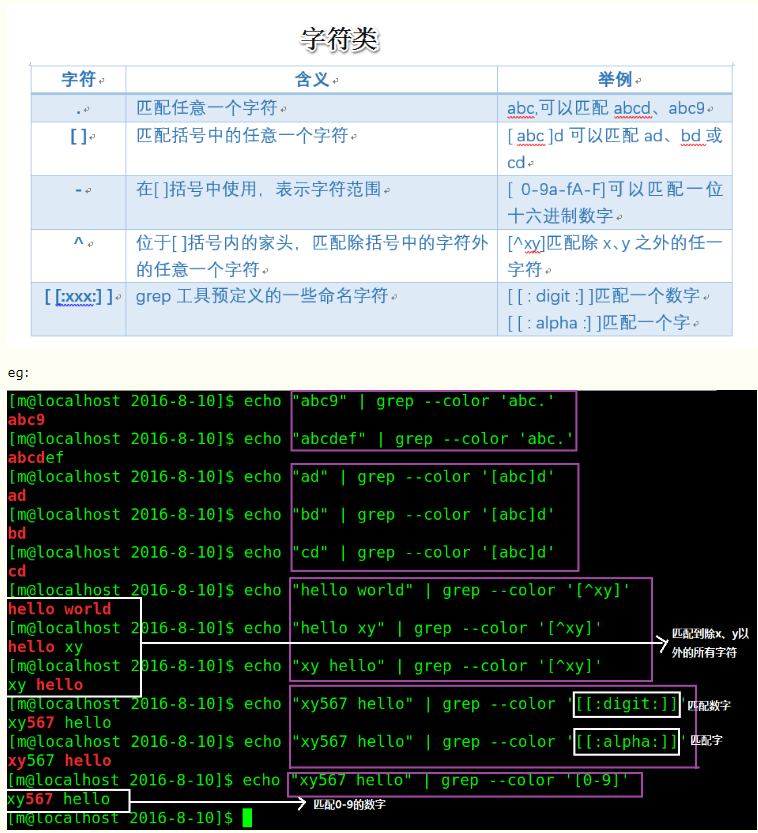 字符类
字符 含义 举例
. 匹配任意一个字符 abc,可以匹配 abcd、abc9
[ ] 匹配括号中的任意一个字符 [ abc ]d 可以匹配 ad、bd 或
cd
- 在[ ]括号中使用，表示字符范围 [ 0-9a-fA-F]可以匹配一位
十六进制数字
^ 位于[ ]括号内的家头，匹配除括号中的字符外 [^xy]匹配除 x、y 之外的任一
的任意一个字符 字符
[ [:xxx:] ] grep 工具预定义的一些命名字符 [ [ : digit :] ]匹配一个数字
[ [ : alpha :] ]匹配一个字
eg:
[m@localhost 2016-8-10]$ echo "abc9" | grep --color 'abc.'
abc9
[m@localhost 2016-8-10]$ echo "abcdef" | grep --color 'abc.'
abcdef
[m@localhost 2016-8-10]$ echo "ad" | grep --color '[abc]d'
ad
[m@localhost 2016-8-10]$ echo "bd" | grep --color '[abc]d'
bd
[m@localhost 2016-8-10]$ echo "cd" | grep --color '[abc]d'
cd
[m@localhost 2016-8-10]$ echo "hello world" | grep --color '[^xy]'
hello world
[m@localhost 2016-8-10]$ echo "hello xy" | grep --color '[^xy]'
hello xy
[m@localhost 2016-8-10]$ echo "xy hello" | grep --color '[^xy]'
xy hello
匹配到除x、y以
外的所有字符
[m@localhost 2016-8-10]$ echo "xy567 hello" | grep --color '[[:digit:]]' 匹配数字
xy567 hello
[m@localhost 2016-8-10]$ echo "xy567 hello" | grep --color '[[:alpha:]]' 匹配字
xy567 hello
[m@localhost 2016-8-10]$ echo "xy567 hello" | grep --color '[0-9]'
xy567 hello 匹配0-9的数字
[m@localhost 2016-8-10]$